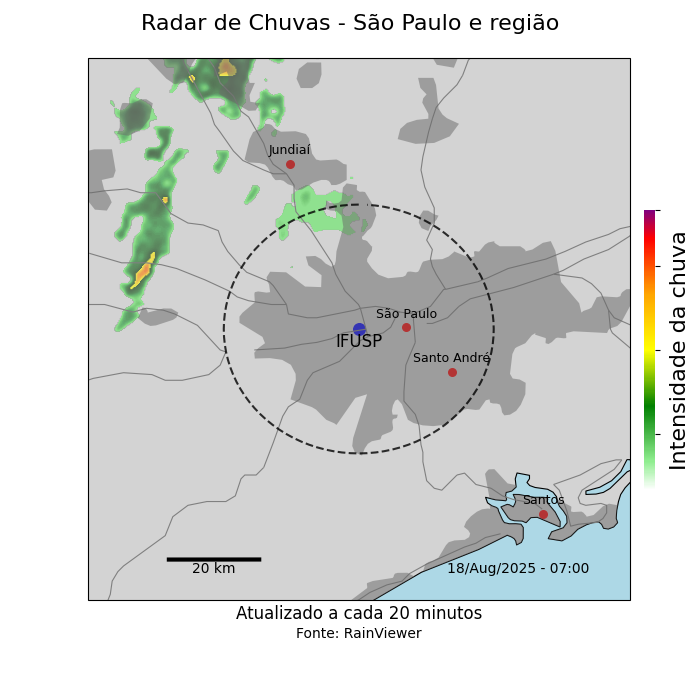 Radar de Chuvas - São Paulo e região
Jundiaí
São Paulo
IFUSP
Santo André
Santos
20 km
18/Aug/2025 - 07:00
Intensidade da chuva
Atualizado a cada 20 minutos
Fonte: RainViewer